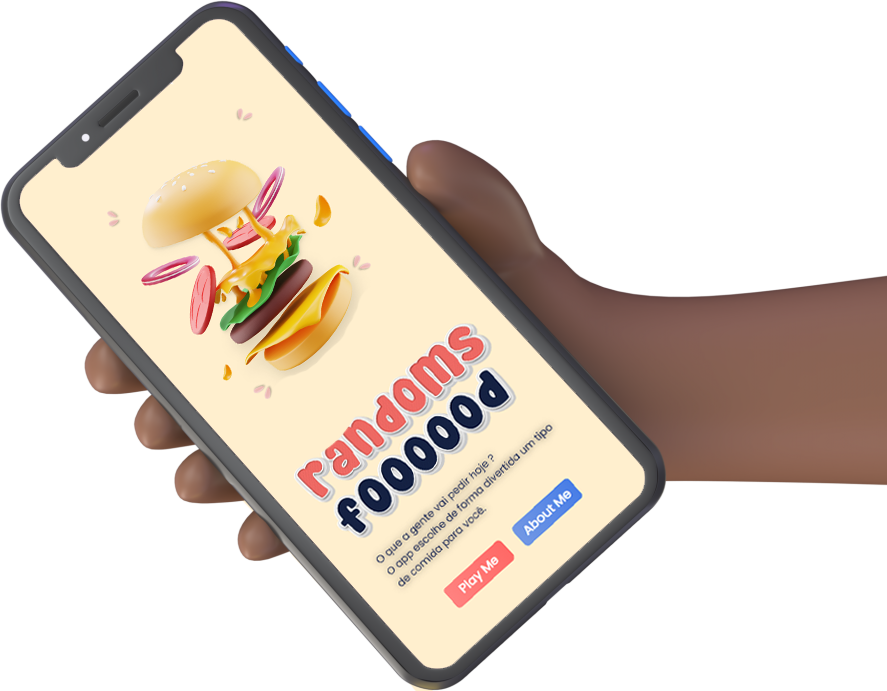 randoms
foooood
O que a gente vai pedir hoje ?
O app escolhe de forma divertida um tipo
de comida para você.
Play Me
About Me